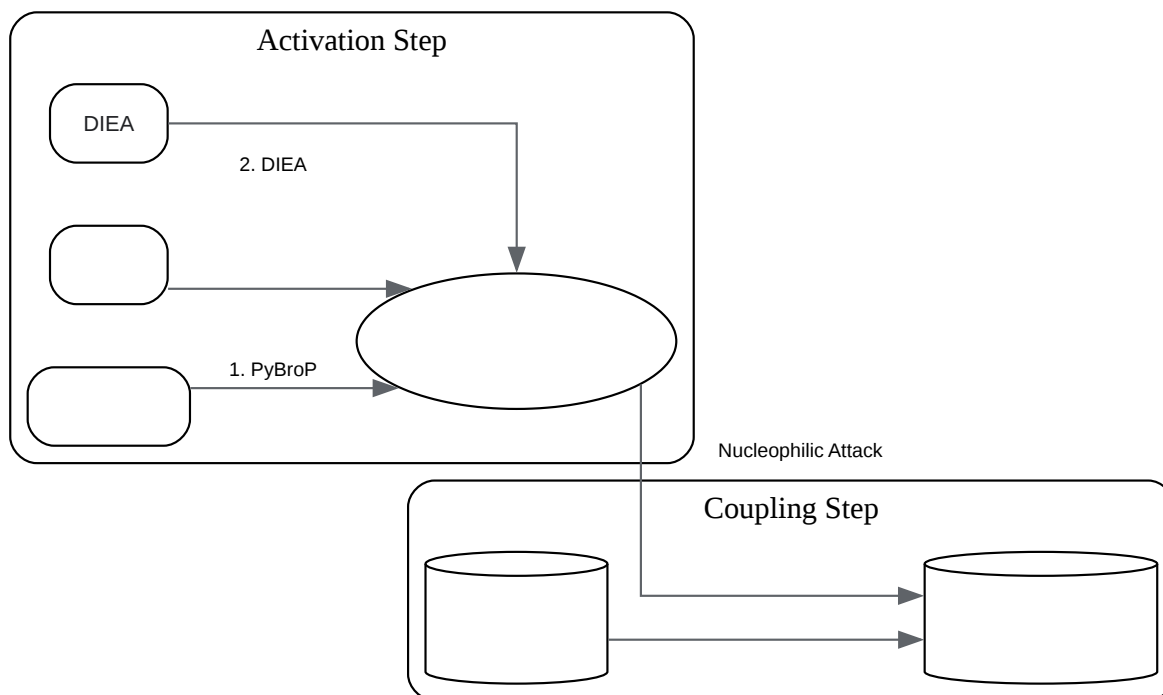 Activation Step
DIEA
2. DIEA
1. PyBroP
Nucleophilic Attack
Coupling Step